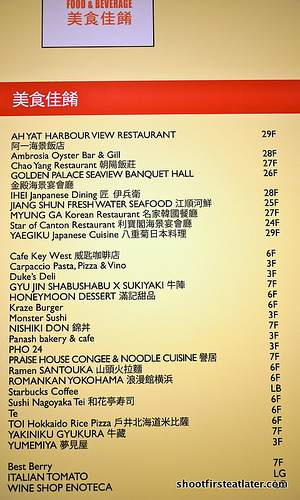 FOOD & BEVERAGE
美食佳餚
美食佳餚
AH YAT HARBOUR VIEW RESTAURANT 29F
阿一海景飯店
Ambrosia Oyster Bar & Gill 28F
Chao Yang Restaurant 朝陽飯莊 27F
GOLDEN PALACE SEAVIEW BANQUET HALL 26F
金殿海景宴會廳
IHEI Janpanese Dining 匠 伊兵衛 28F
JIANG SHUN FRESH WATER SEAFOOD 江順河鮮 25F
MYUNG GA Korean Restaurant 名家韓國餐廳 27F
Star of Canton Restaurant 利寶閣海景宴會廳 24F
YAEGIKU Japanese Cuisine 八重菊日本料理 29F
Cafe Key West 威匙咖啡店 6F
Carpaccio Pasta, Pizza & Vino 3F
Duke's Deli 3F
GYU JIN SHABUSHABU X SUKIYAKI 牛陣 7F
HONEYMOON DESSERT 滿記甜品 6F
Kraze Burger 6F
Monster Sushi 3F
NISHIKI DON 錦丼 7F
Panash bakery & cafe 3F
PHO 24 3F
PRAISE HOUSE CONGEE & NOODLE CUISINE 譽居 7F
Ramen SANTOUKA 山頭火拉麵 6F
ROMANKAN YOKOHAMA 浪漫館橫浜 6F
Starbucks Coffee LB
Sushi Nagoyaka Tei 和花亭寿司 6F
Te 6F
TOI Hokkaido Rice Pizza 戶井北海道米比薩 6F
YAKINIKU GYUKURA 牛藏 7F
YUMEMIYA 夢見屋 3F
Best Berry 7F
ITALIAN TOMATO LG
WINE SHOP ENOTECA
shootfirsteatlater.com